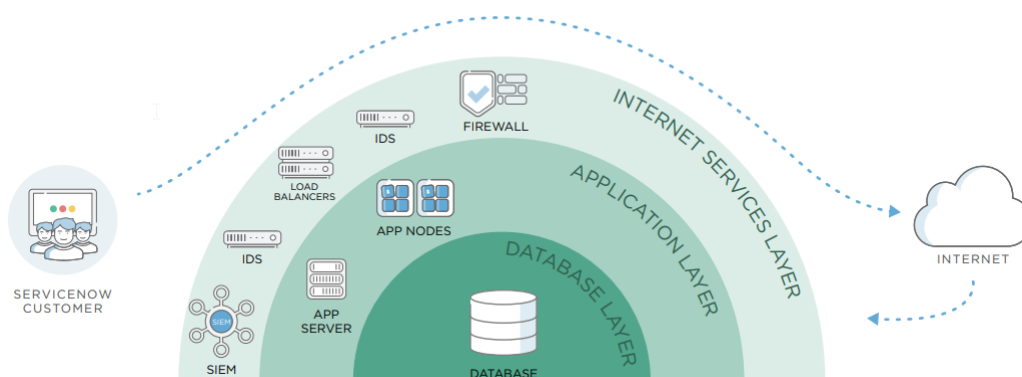 SERVICENOW
CUSTOMER
SIEM
SIEM
IDS
LOAD
BALANCERS
IDS
FIREWALL
INTERNET SERVICES LAYER
APP NODES
APP
SERVER
APPLICATION LAYER
DATABASE LAYER
DATABASE
INTERNET